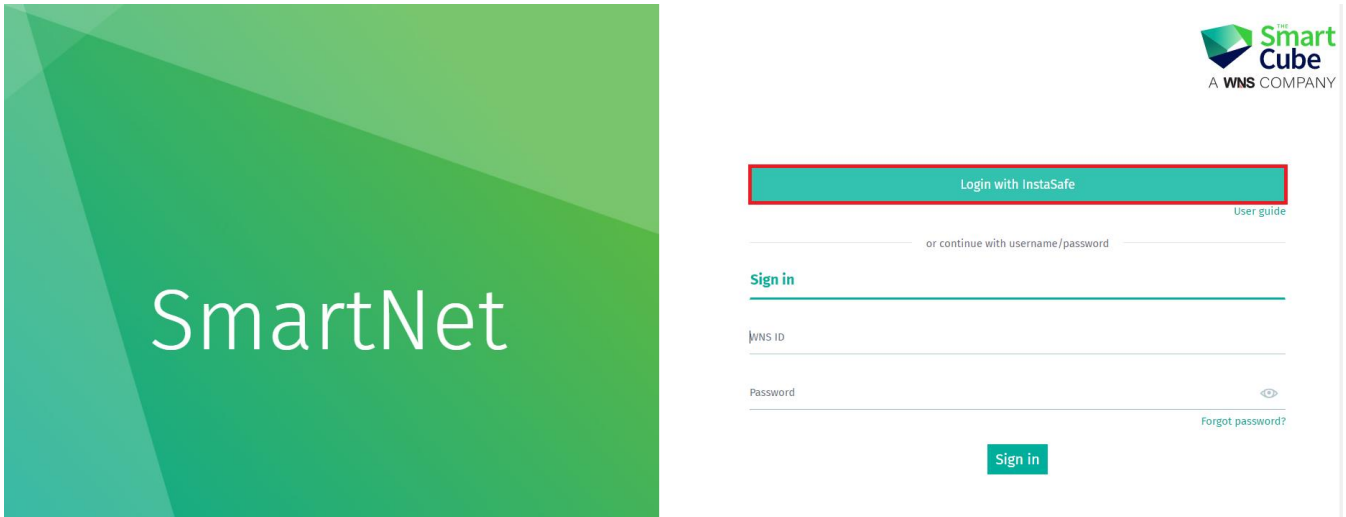 SmartNet
THE
Smart
Cube
A WNS COMPANY
Login with InstaSafe
User guide
or continue with username/password
Sign in
WNS ID
Password
Forgot password?
Sign in